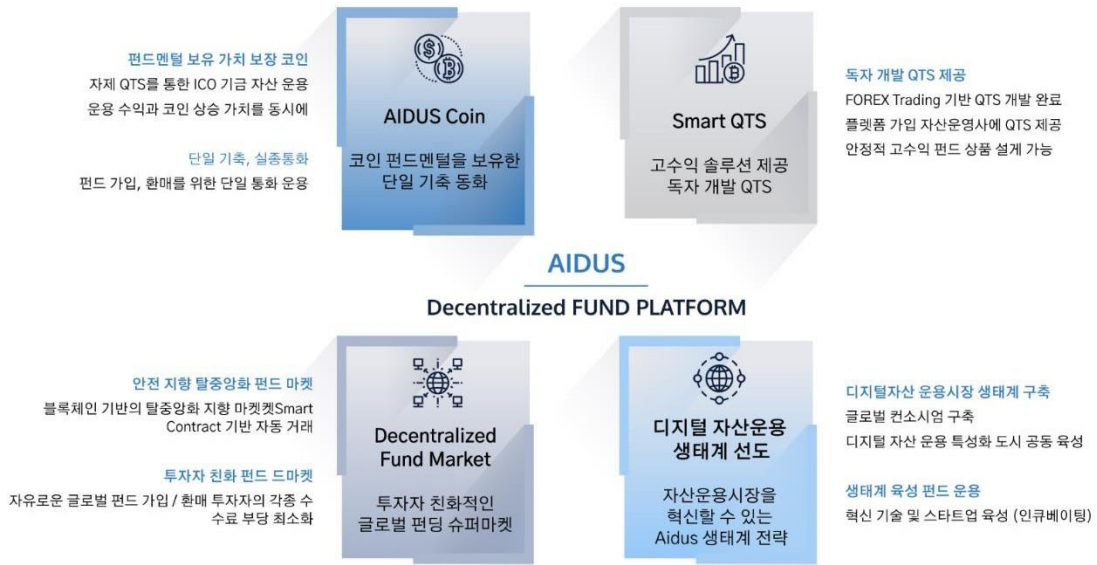 펀드멘털 보유 가치 보장 코인
자제 QTS를 통한 ICO 기금 자산 운용
운용 수익과 코인 상승 가치를 동시에
단일 기축, 실종통화
펀드 가입, 환매를 위한 단일 통화 운용
AIDUS Coin
코인 펀드멘털을 보유한
단일 기축 동화
Smart QTS
고수익 솔루션 제공
독자 개발 QTS
독자 개발 QTS 제공
FOREX Trading 기반 QTS 개발 완료
플렛폼 가입 자산운영사에 QTS 제공
안정적 고수익 펀드 상품 설게 가능
AIDUS
Decentralized FUND PLATFORM
안전 지향 탈중앙화 펀드 마켓
블록체인 기반의 탈중앙화 지향 마켓켓Smart
Contract 기반 자동 거래
투자자 친화 펀드 드마켓
자유로운 글로벌 펀드 가입 / 환매 투자자의 각종 수
수료 부당 최소화
Decentralized
Fund Market
투자자 친화적인
글로벌 펀딩 슈퍼마켓
디지털 자산운용
생태계 선도
자산운용시장을
혁신할 수 있는
Aidus 생태계 전략
디지털자산 운용시장 생태계 구축
글로벌 컨소시엄 구축
디지털 자산 운용 특성화 도시 공동 육성
생태계 육성 펀드 운용
혁신 기술 및 스타트업 육성 (인큐베이팅)